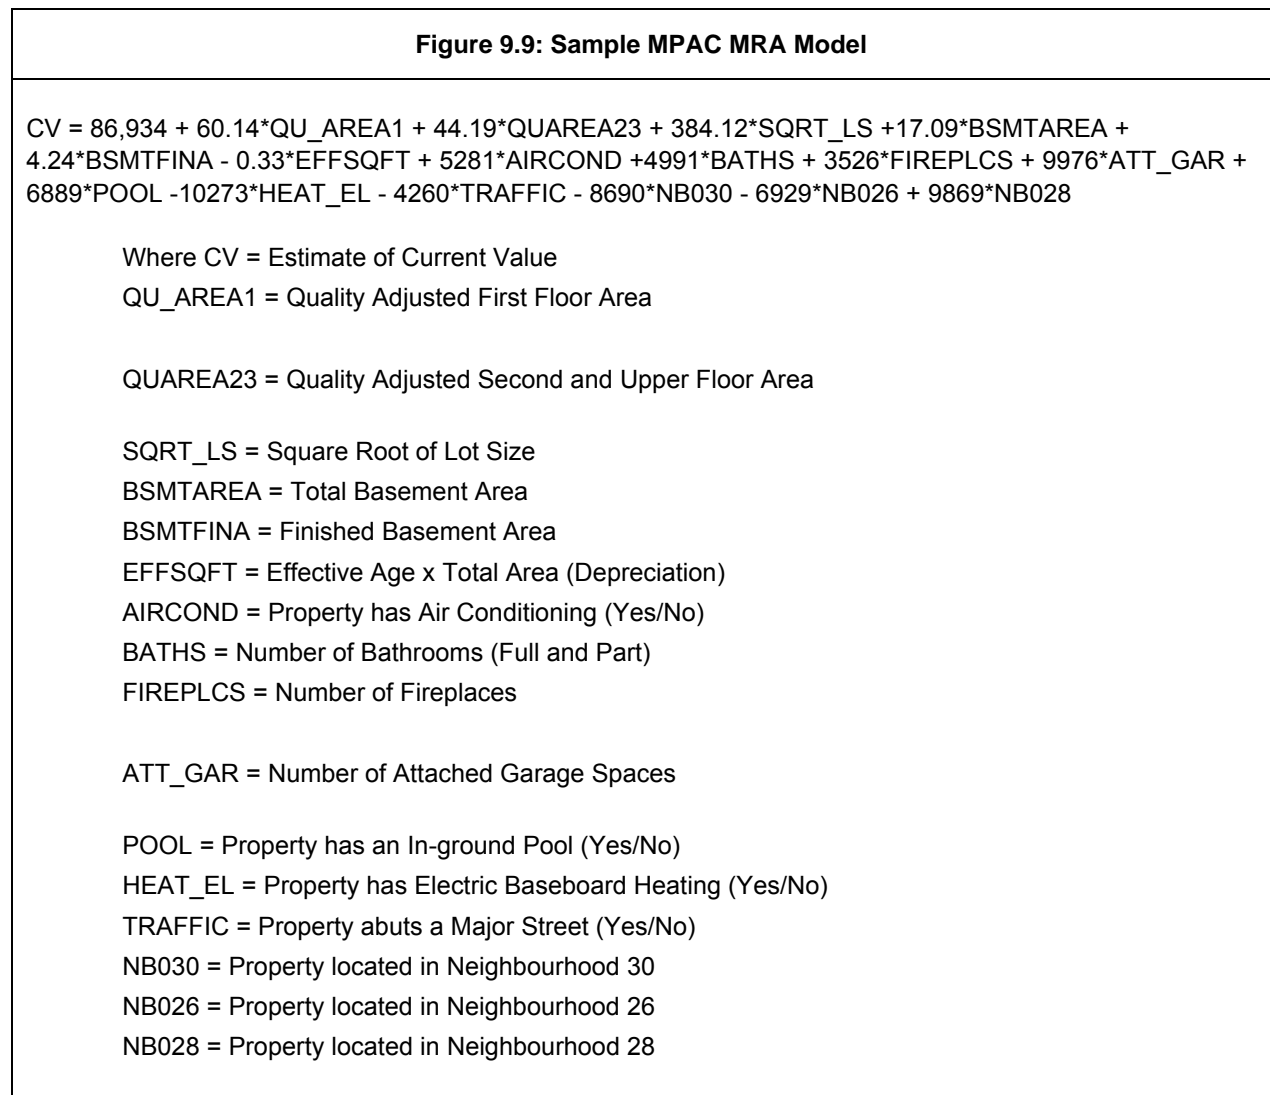 Figure 9.9: Sample MPAC MRA Model
CV = 86,934 + 60.14*QU_AREA1 + 44.19*QUAREA23 + 384.12*SQRT_LS +17.09*BSMTAREA +
4.24*BSMTFINA - 0.33*EFFSQFT + 5281*AIRCOND +4991*BATHS + 3526*FIREPLCS + 9976*ATT_GAR +
6889*POOL -10273*HEAT_EL - 4260*TRAFFIC - 8690*NB030 - 6929*NB026 + 9869*NB028
Where CV = Estimate of Current Value
QU_AREA1 = Quality Adjusted First Floor Area
QUAREA23 = Quality Adjusted Second and Upper Floor Area
SQRT_LS = Square Root of Lot Size
BSMTAREA = Total Basement Area
BSMTFINA = Finished Basement Area
EFFSQFT = Effective Age x Total Area (Depreciation)
AIRCOND = Property has Air Conditioning (Yes/No)
BATHS = Number of Bathrooms (Full and Part)
FIREPLCS = Number of Fireplaces
ATT_GAR = Number of Attached Garage Spaces
POOL = Property has an In-ground Pool (Yes/No)
HEAT_EL = Property has Electric Baseboard Heating (Yes/No)
TRAFFIC = Property abuts a Major Street (Yes/No)
NB030 = Property located in Neighbourhood 30
NB026 = Property located in Neighbourhood 26
NB028 = Property located in Neighbourhood 28